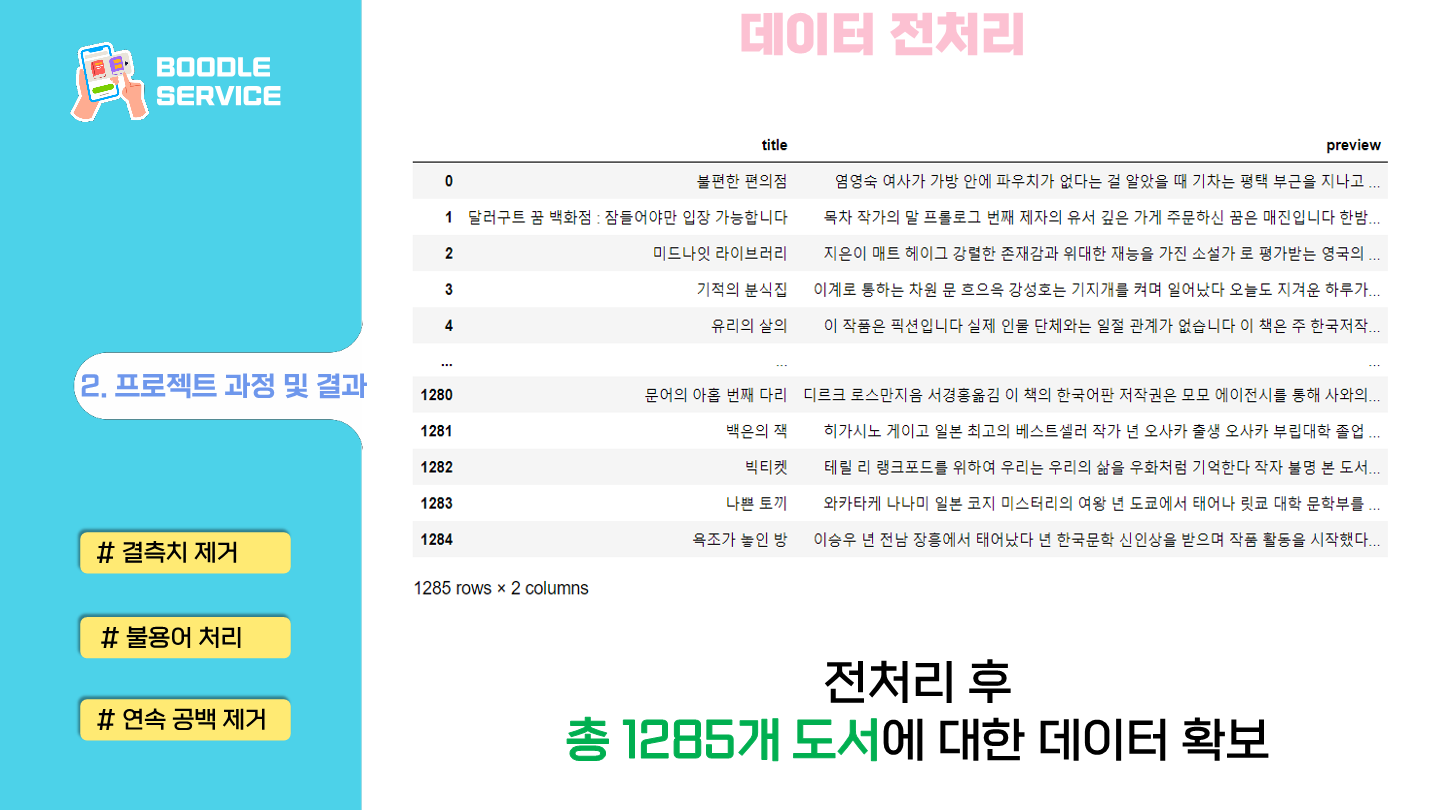 데이터 전처리
BOODLE
SERVICE
title preview
0 불편한 편의점 염영숙 여사가 가방 안에 파우치가 없다는 걸 알았을 때 기차는 평택 부근을 지나고 ...
1 달러구트 꿈 백화점 : 잠들어야만 입장 가능합니다 목차 작가의 말 프롤로그 번째 제자의 유서 깊은 가게 주문하신 꿈은 매진입니다 한밤...
2 미드나잇 라이브러리 지은이 매트 헤이그 강렬한 존재감과 위대한 재능을 가진 소설가 로 평가받는 영국의 ...
3 기적의 분식집 이계로 통하는 차원 문 흐으윽 강성호는 기지개를 켜며 일어났다 오늘도 지겨운 하루가...
4 유리의 살의 이 작품은 픽션입니다 실제 인물 단체와는 일절 관계가 없습니다 이 책은 주 한국저작...
... ... ...
1280 문어의 아홉 번째 다리 디르크 로스만지음 서경홍옮김 이 책의 한국어판 저작권은 모모 에이전시를 통해 사와의...
1281 백은의 잭 히가시노 게이고 일본 최고의 베스트셀러 작가 년 오사카 출생 오사카 부립대학 졸업 ...
1282 빅티켓 테릴 리 랭크포드를 위하여 우리는 우리의 삶을 우화처럼 기억한다 작자 불명 본 도서...
1283 나쁜 토끼 와카타케 나나미 일본 코지 미스터리의 여왕 년 도쿄에서 태어나 릿쿄 대학 문학부를 ...
1284 욕조가 놓인 방 이승우 년 전남 장흥에서 태어났다 년 한국문학 신인상을 받으며 작품 활동을 시작했다...
1285 rows × 2 columns
2. 프로젝트 과정 및 결과
# 결측치 제거
# 불용어 처리
# 연속 공백 제거
전처리 후
총 1285개 도서에 대한 데이터 확보